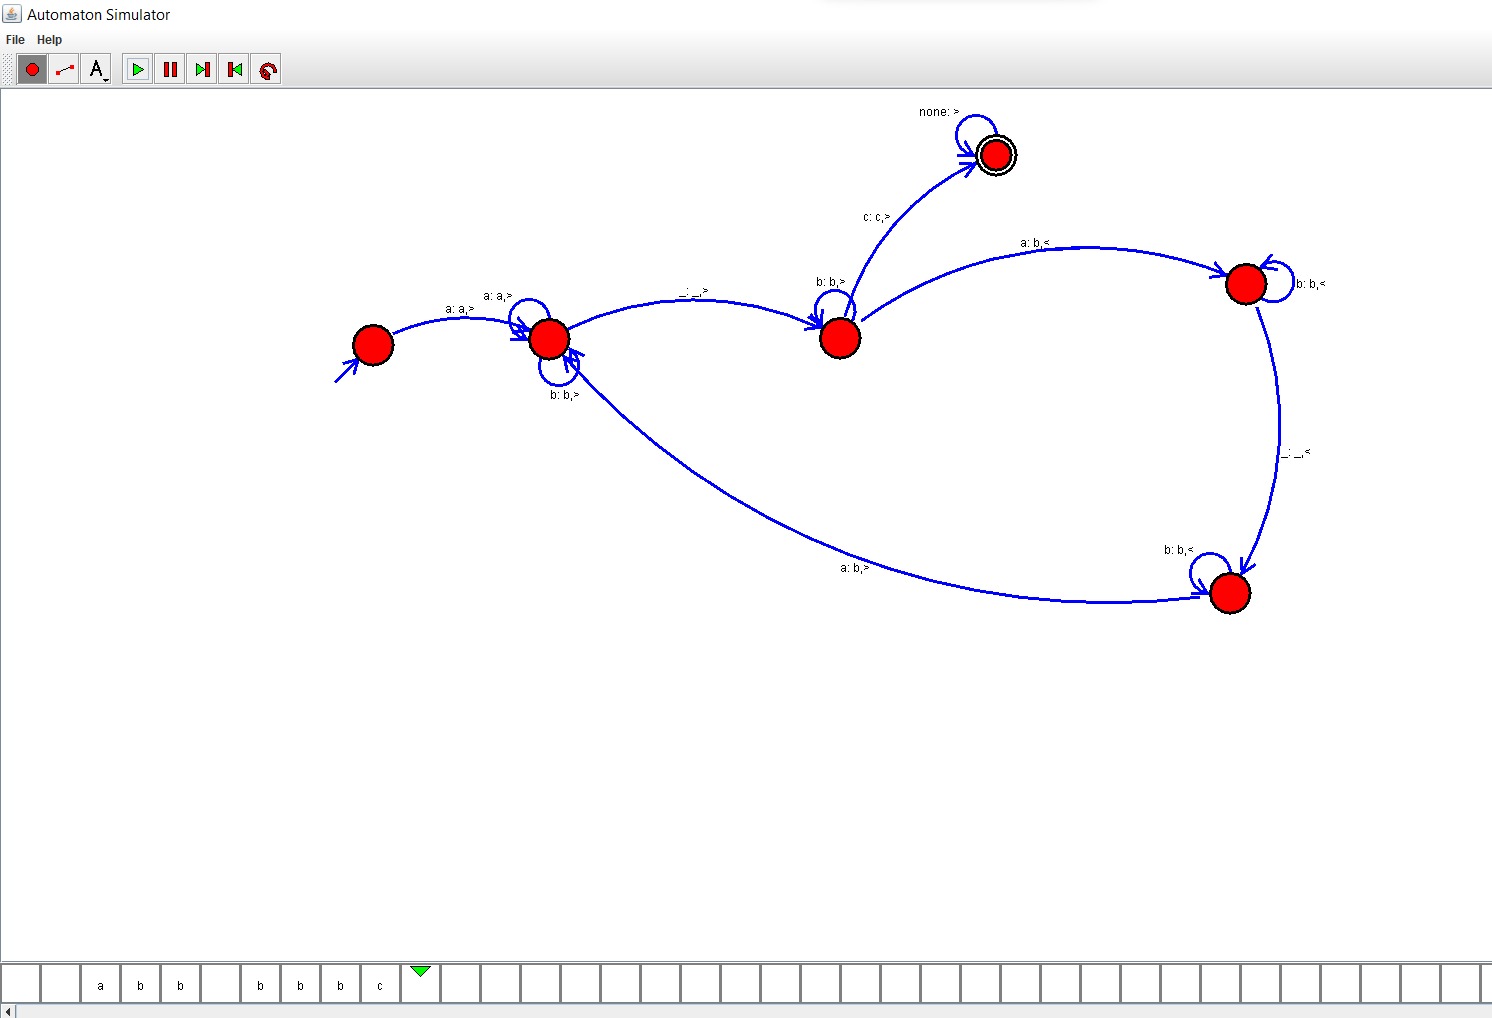 Automaton Simulator
File Help
A
none: >
c: c,>
a: b,<
b: b,>
b: b,<
_: _,>
a: a,>
a: a,>
b: b,>
_: _,<
b: b,<
a: b,>
a b b b b b c